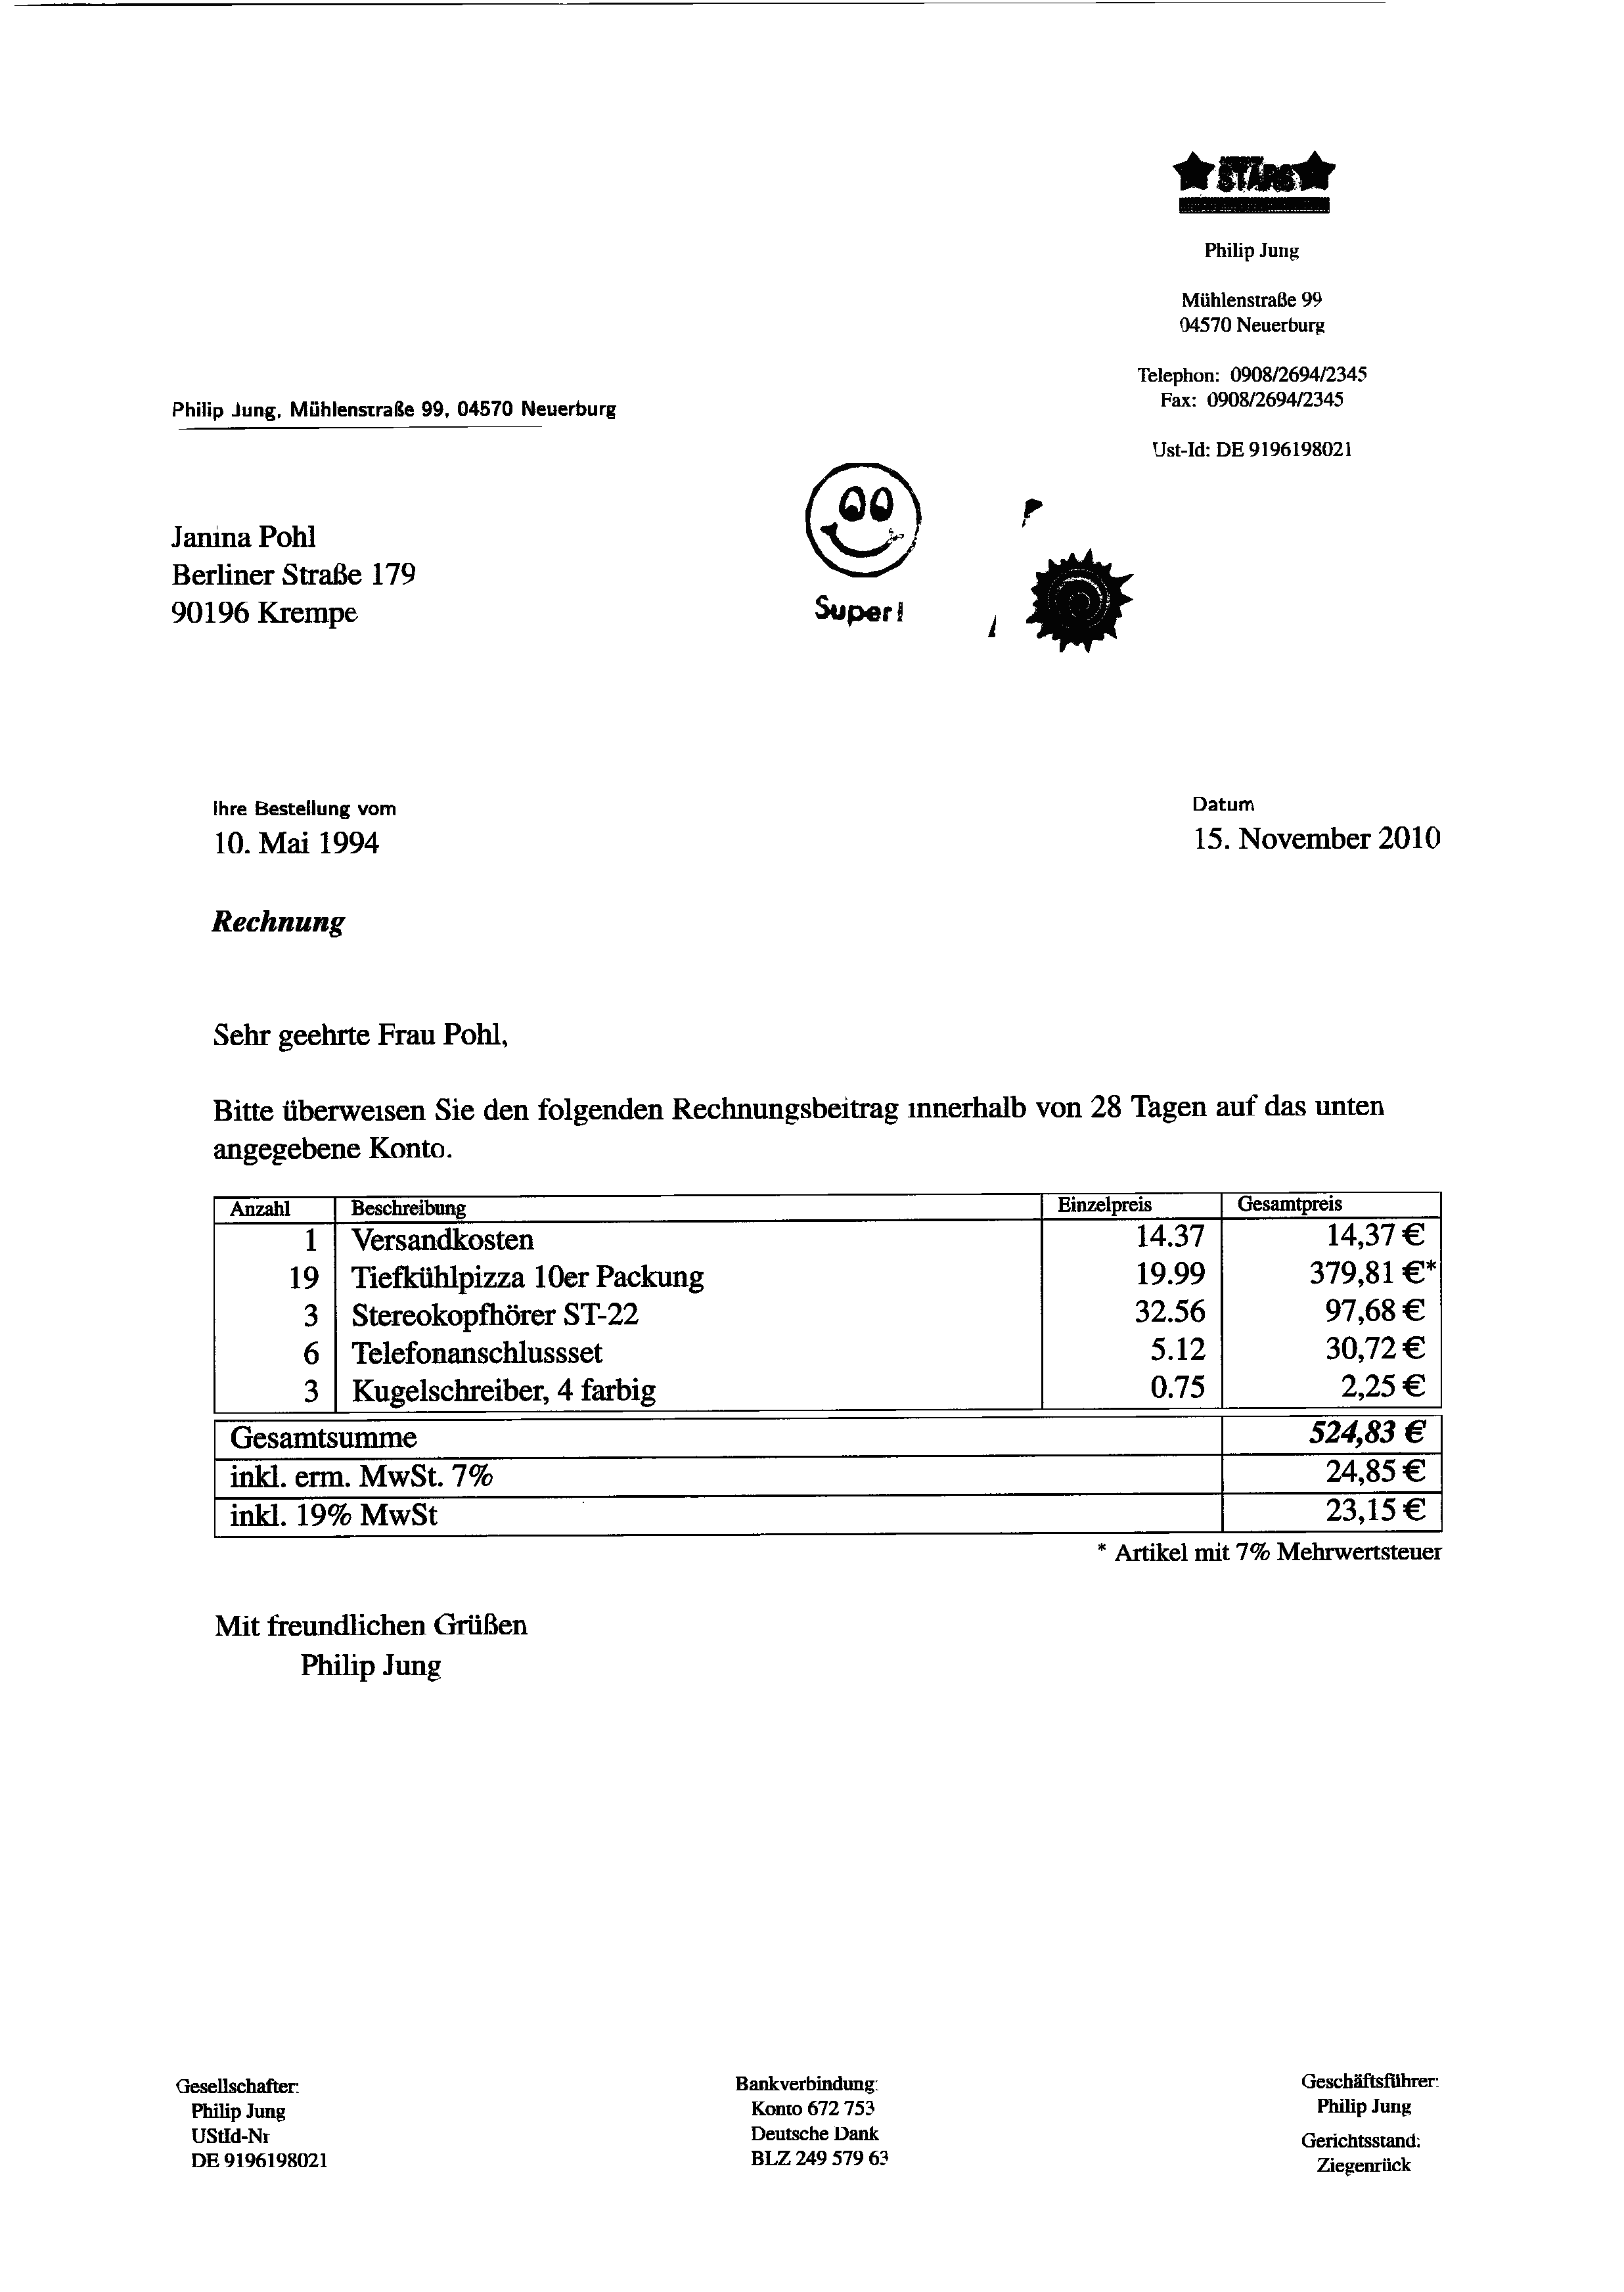 STARS
Philip Jung
Mühlenstraße 99
04570 Neuerburg
Telephon: 0908/2694/2345
Fax: 0908/2694/2345
Ust-Id: DE 9196198021
Philip Jung, Mühlenstraße 99, 04570 Neuerburg
Janina Pohl
Berliner Straße 179
90196 Krempe
Super!
Ihre Bestellung vom
10. Mai 1994
Datum
15. November 2010
Rechnung
Sehr geehrte Frau Pohl,
Bitte überweisen Sie den folgenden Rechnungsbeitrag innerhalb von 28 Tagen auf das unten
angegebene Konto.
Anzahl Beschreibung Einzelpreis Gesamtpreis
1 Versandkosten 14.37 14,37 €
19 Tiefkühlpizza 10er Packung 19.99 379,81 €*
3 Stereokopfhörer ST-22 32.56 97,68 €
6 Telefonanschlussset 5.12 30,72 €
3 Kugelschreiber, 4 farbig 0.75 2,25 €
Gesamtsumme 524,83 €
inkl. erm. MwSt. 7% 24,85 €
inkl. 19% MwSt 23,15 €
* Artikel mit 7% Mehrwertsteuer
Mit freundlichen Grüßen
Philip Jung
Gesellschafter:
Philip Jung
UStId-Nr
DE 9196198021
Bankverbindung:
Konto 672 753
Deutsche Dank
BLZ 249 579 63
Geschäftsführer:
Philip Jung
Gerichtsstand:
Ziegenrück